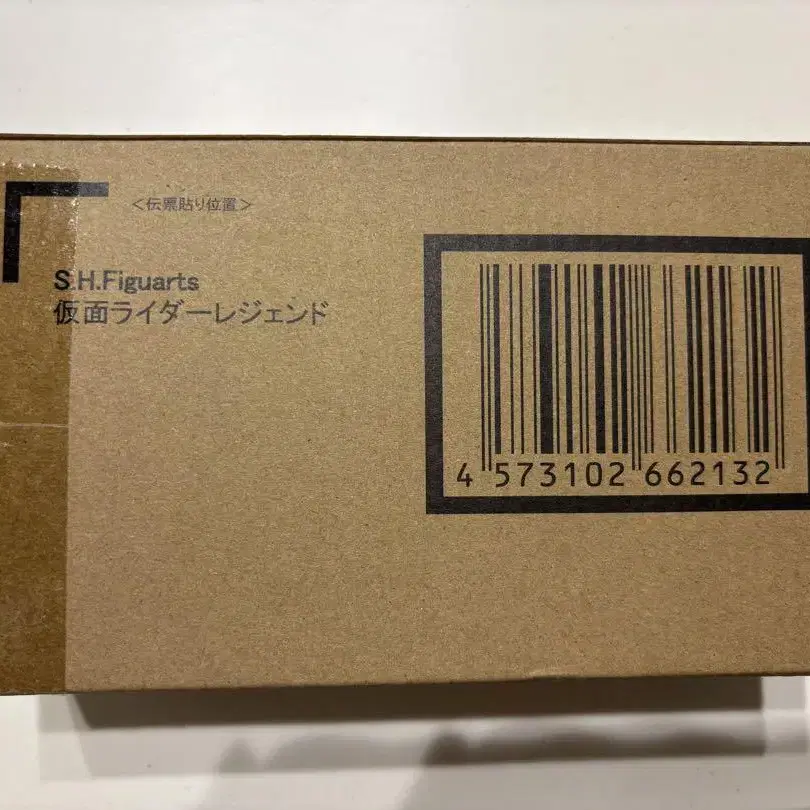 ＜伝票貼り位置＞
S.H.Figuarts
仮面ライダーレジェンド
4 573102 662132